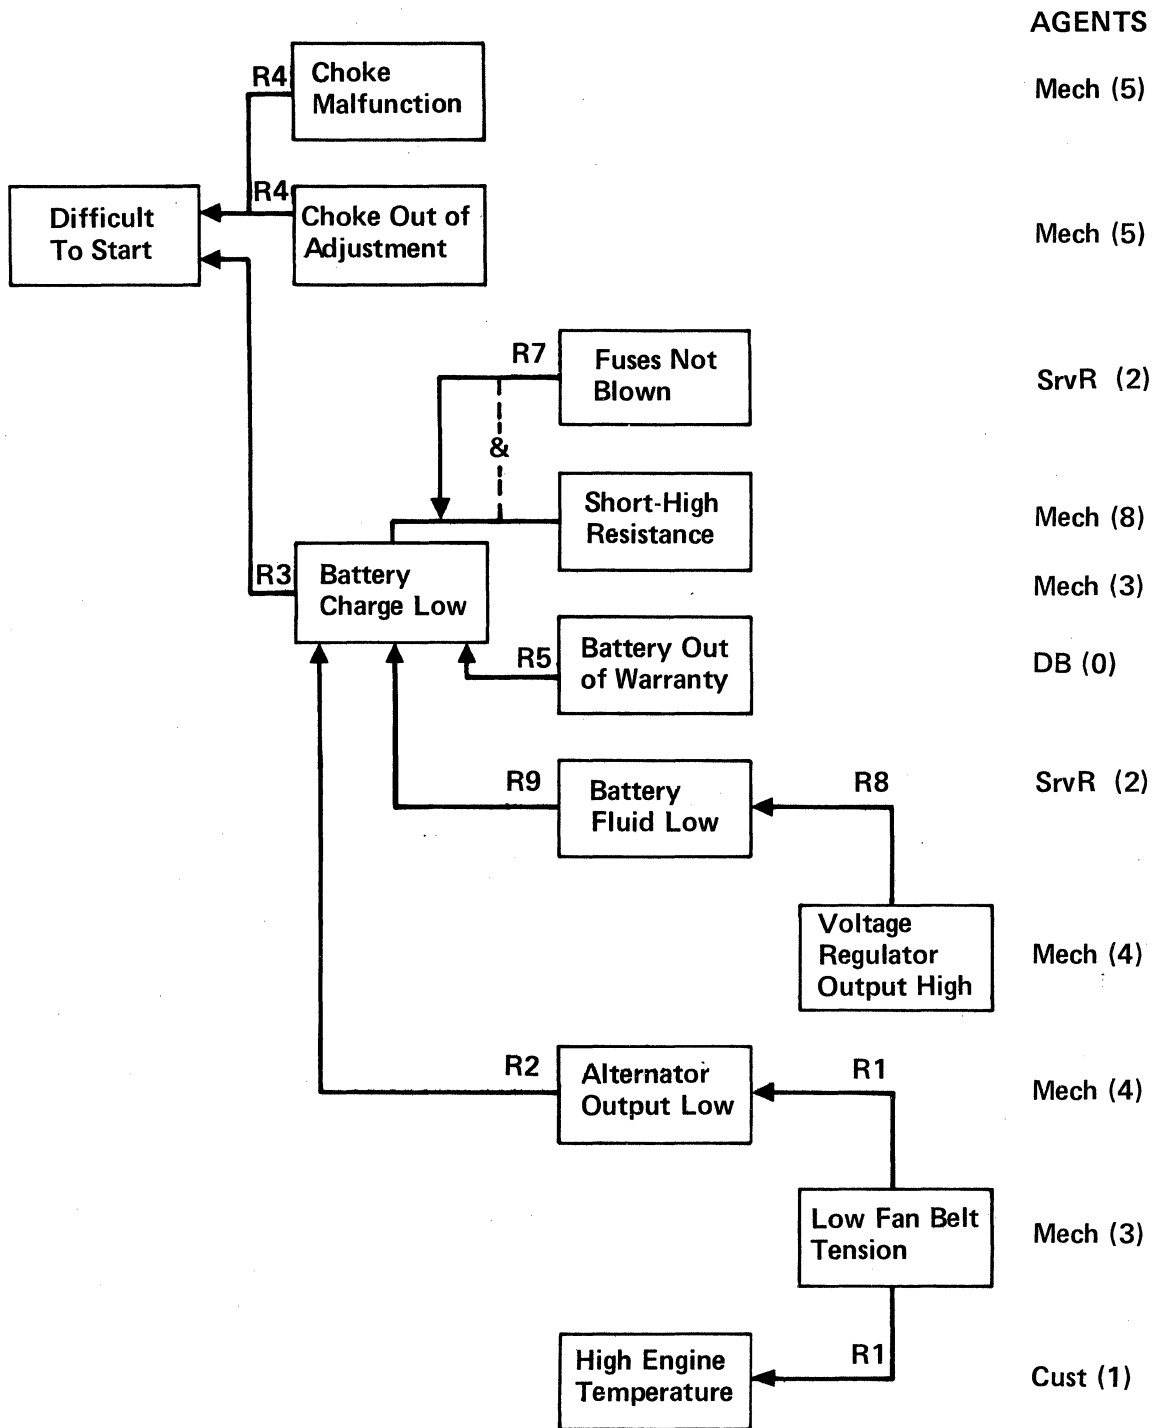 AGENTS
R4
Choke
Malfunction
Mech (5)
R4
Difficult
To Start
Choke Out of
Adjustment
Mech (5)
R7
Fuses Not
Blown
SrvR (2)
&
Short-High
Resistance
Mech (8)
R3
Battery
Charge Low
Mech (3)
R5
Battery Out
of Warranty
DB (0)
R9
Battery
Fluid Low
R8
SrvR (2)
Voltage
Regulator
Output High
Mech (4)
R2
Alternator
Output Low
R1
Mech (4)
Low Fan Belt
Tension
Mech (3)
High Engine
Temperature
R1
Cust (1)